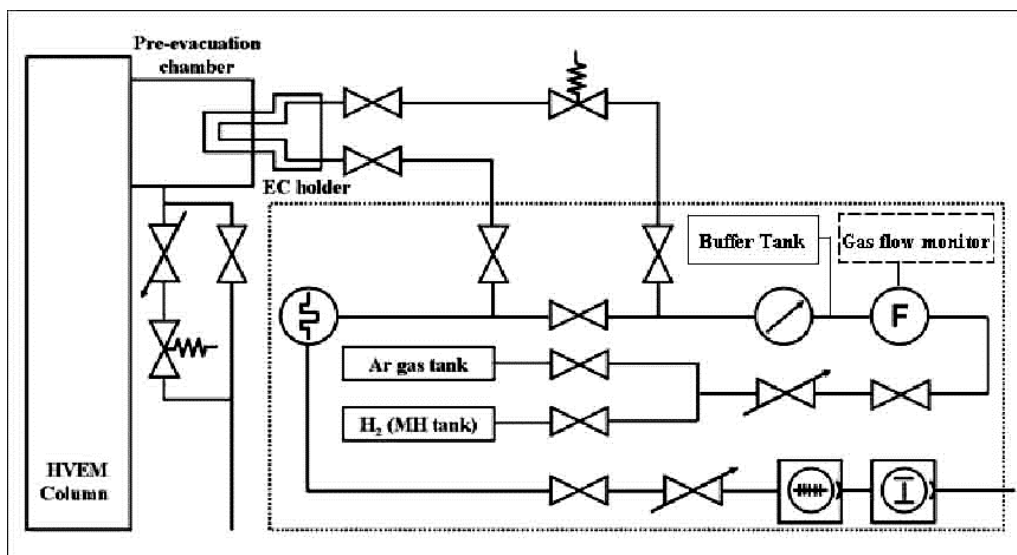 Pre-evacuation
chamber
EC holder
Buffer Tank
Gas flow monitor
F
Ar gas tank
H₂ (MH tank)
HVEM
Column